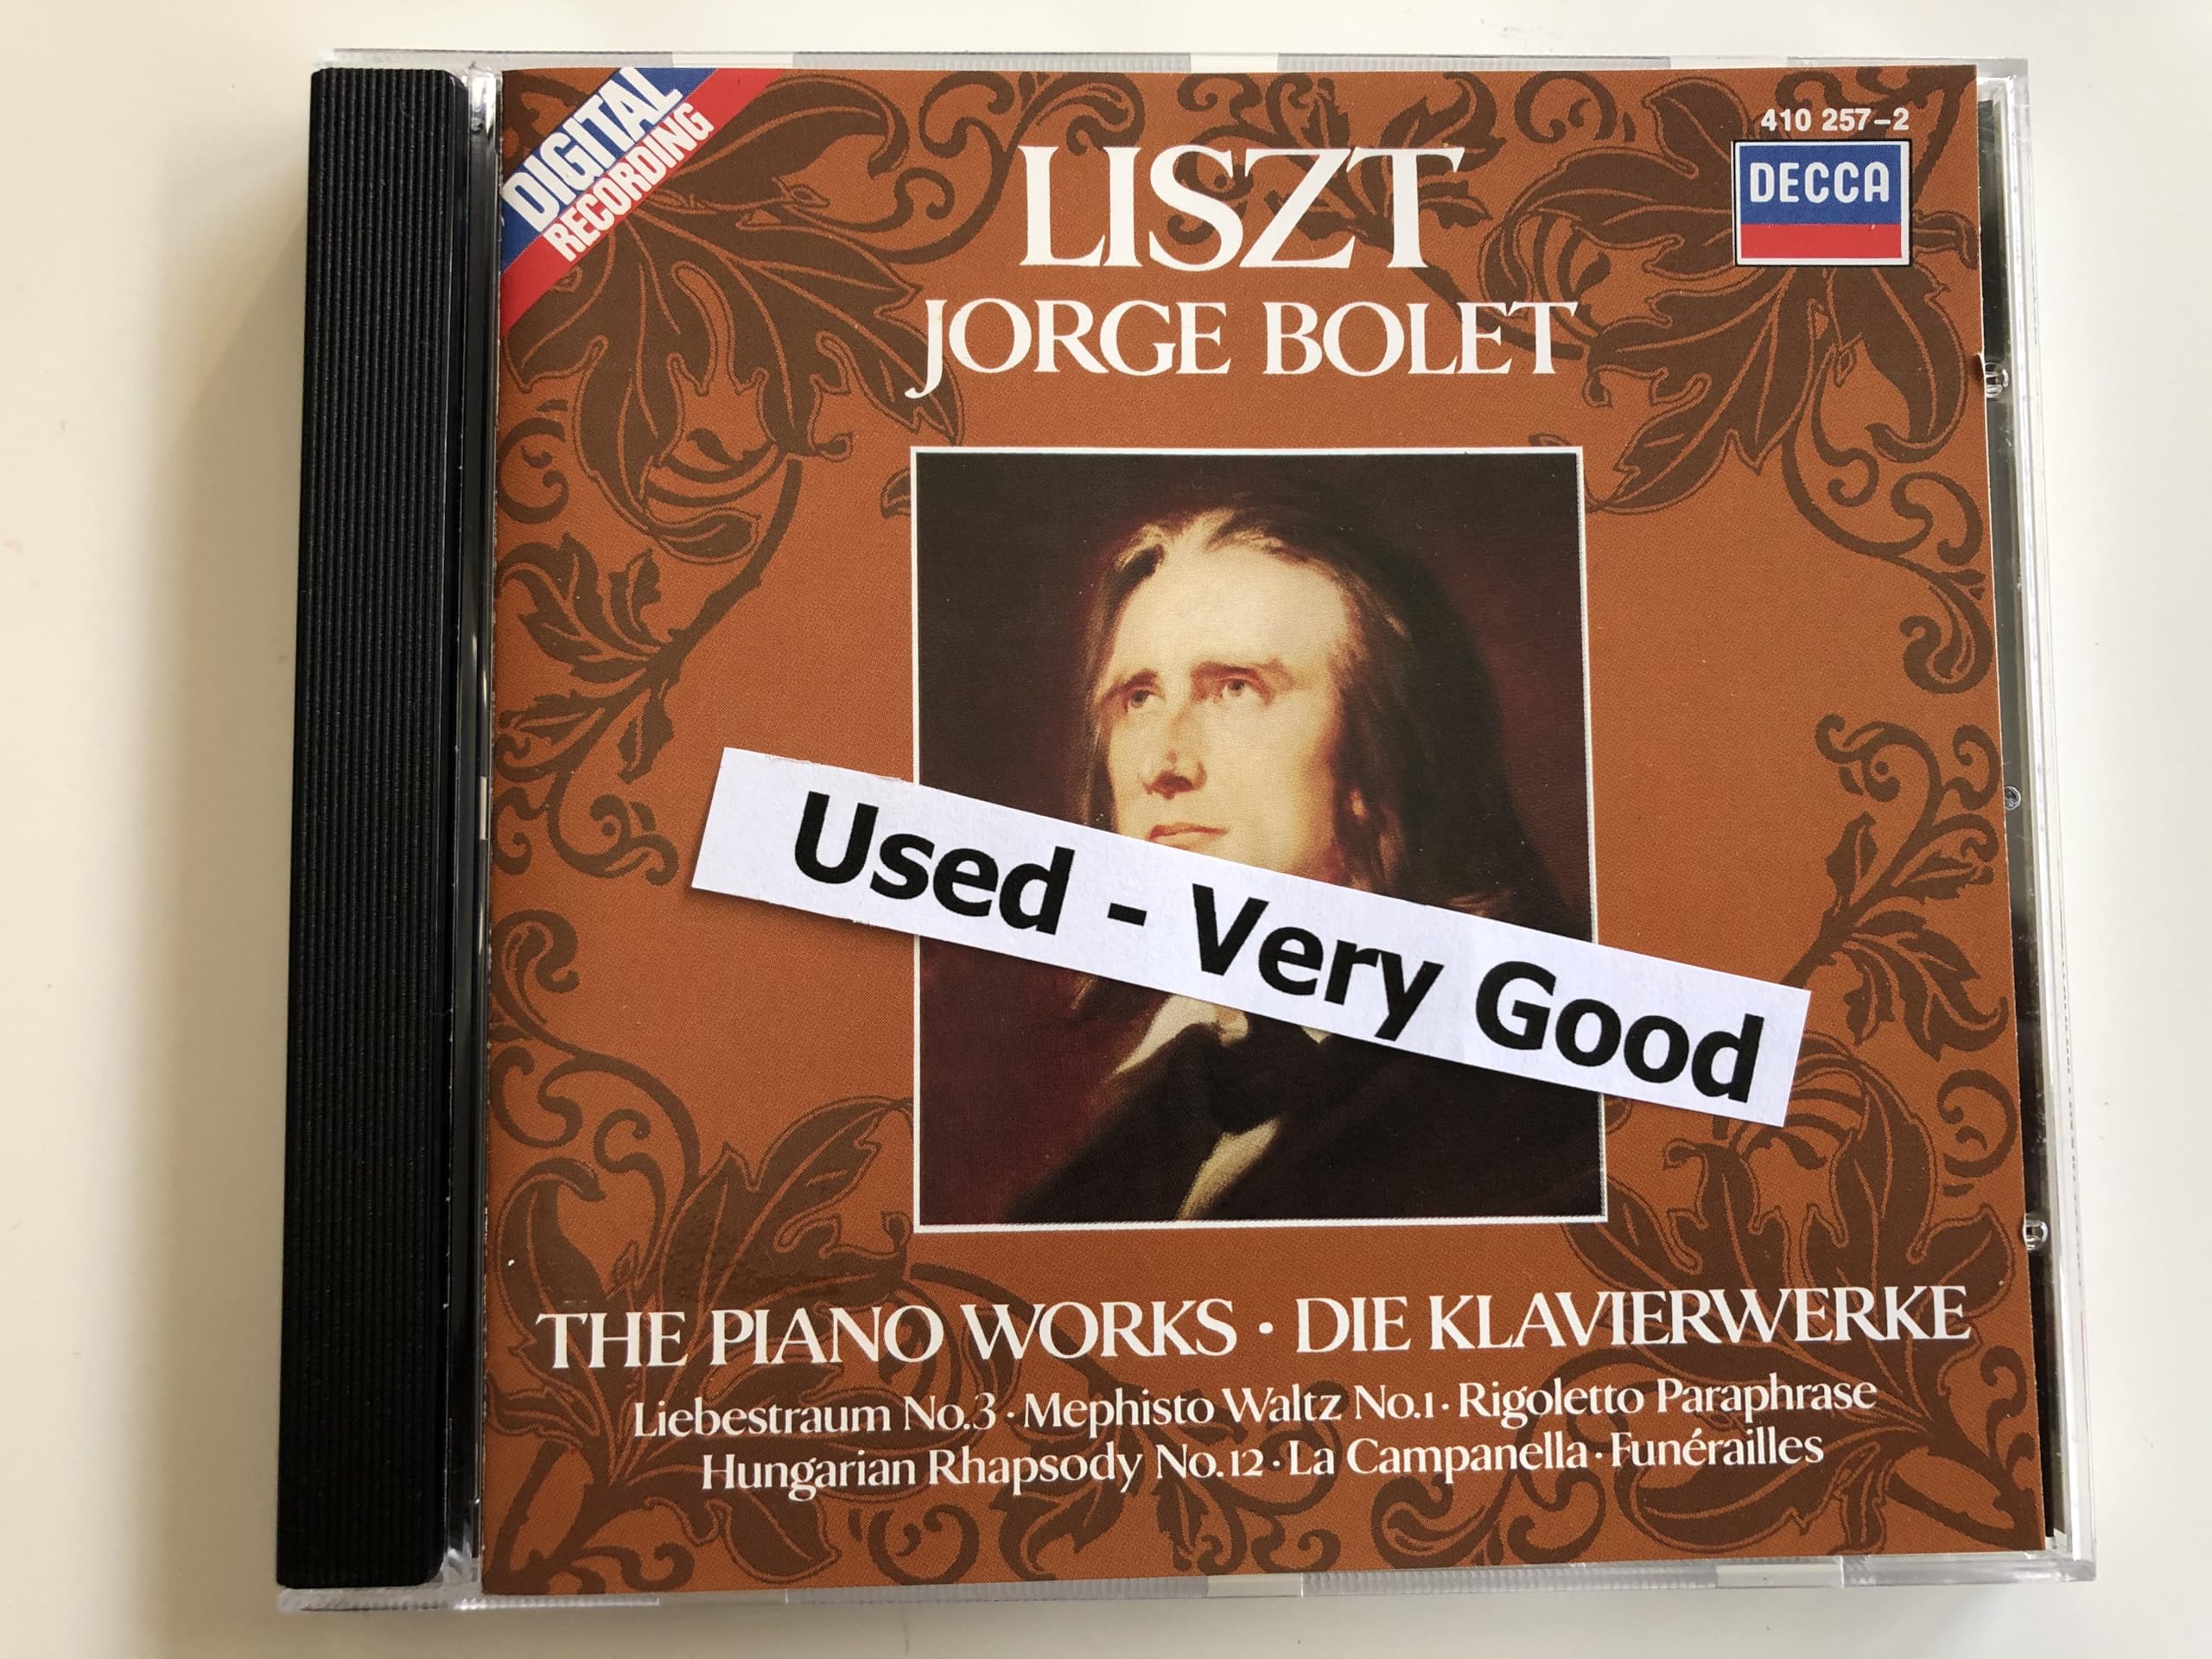 DIGITAL
RECORDING
410 257-2
DECCA
LISZT
JORGE BOLET
Used - Very Good
THE PIANO WORKS · DIE KLAVIERWERKE
Liebestraum No.3 · Mephisto Waltz No.1 · Rigoletto Paraphrase
Hungarian Rhapsody No.12 · La Campanella · Funérailles